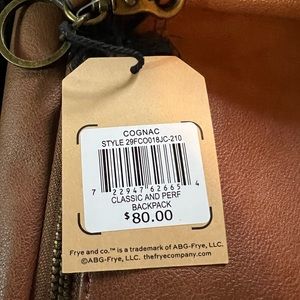 COGNAC
STYLE 29FCO018JC-210
7 22947 62665 4
CLASSIC AND PERF
BACKPACK
$80.00
Frye and co.™ is a trademark of ABG-Frye, LLC.
©ABG-Frye, LLC. thefryecompany.com